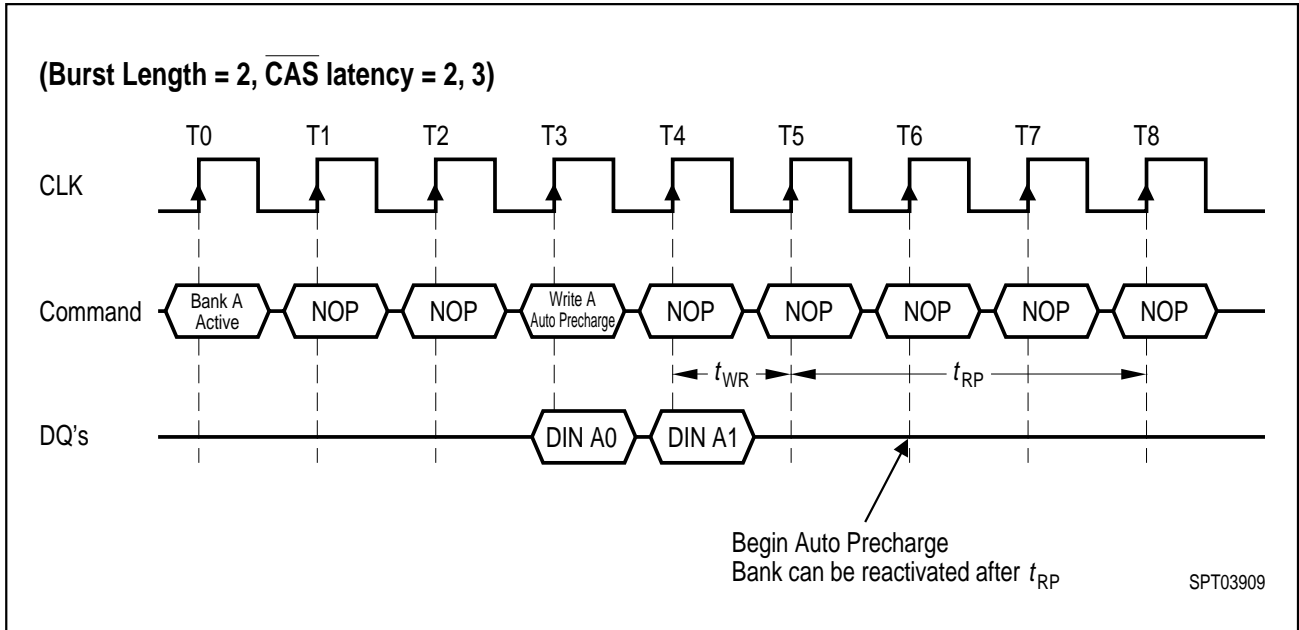 (Burst Length = 2, CAS latency = 2, 3)
T0 T1 T2 T3 T4 T5 T6 T7 T8
CLK
Command
Bank A
Active
NOP
NOP
Write A
Auto Precharge
NOP
NOP
NOP
NOP
NOP
tWR
tRP
DQ's
DIN A0
DIN A1
Begin Auto Precharge
Bank can be reactivated after tRP
SPT03909